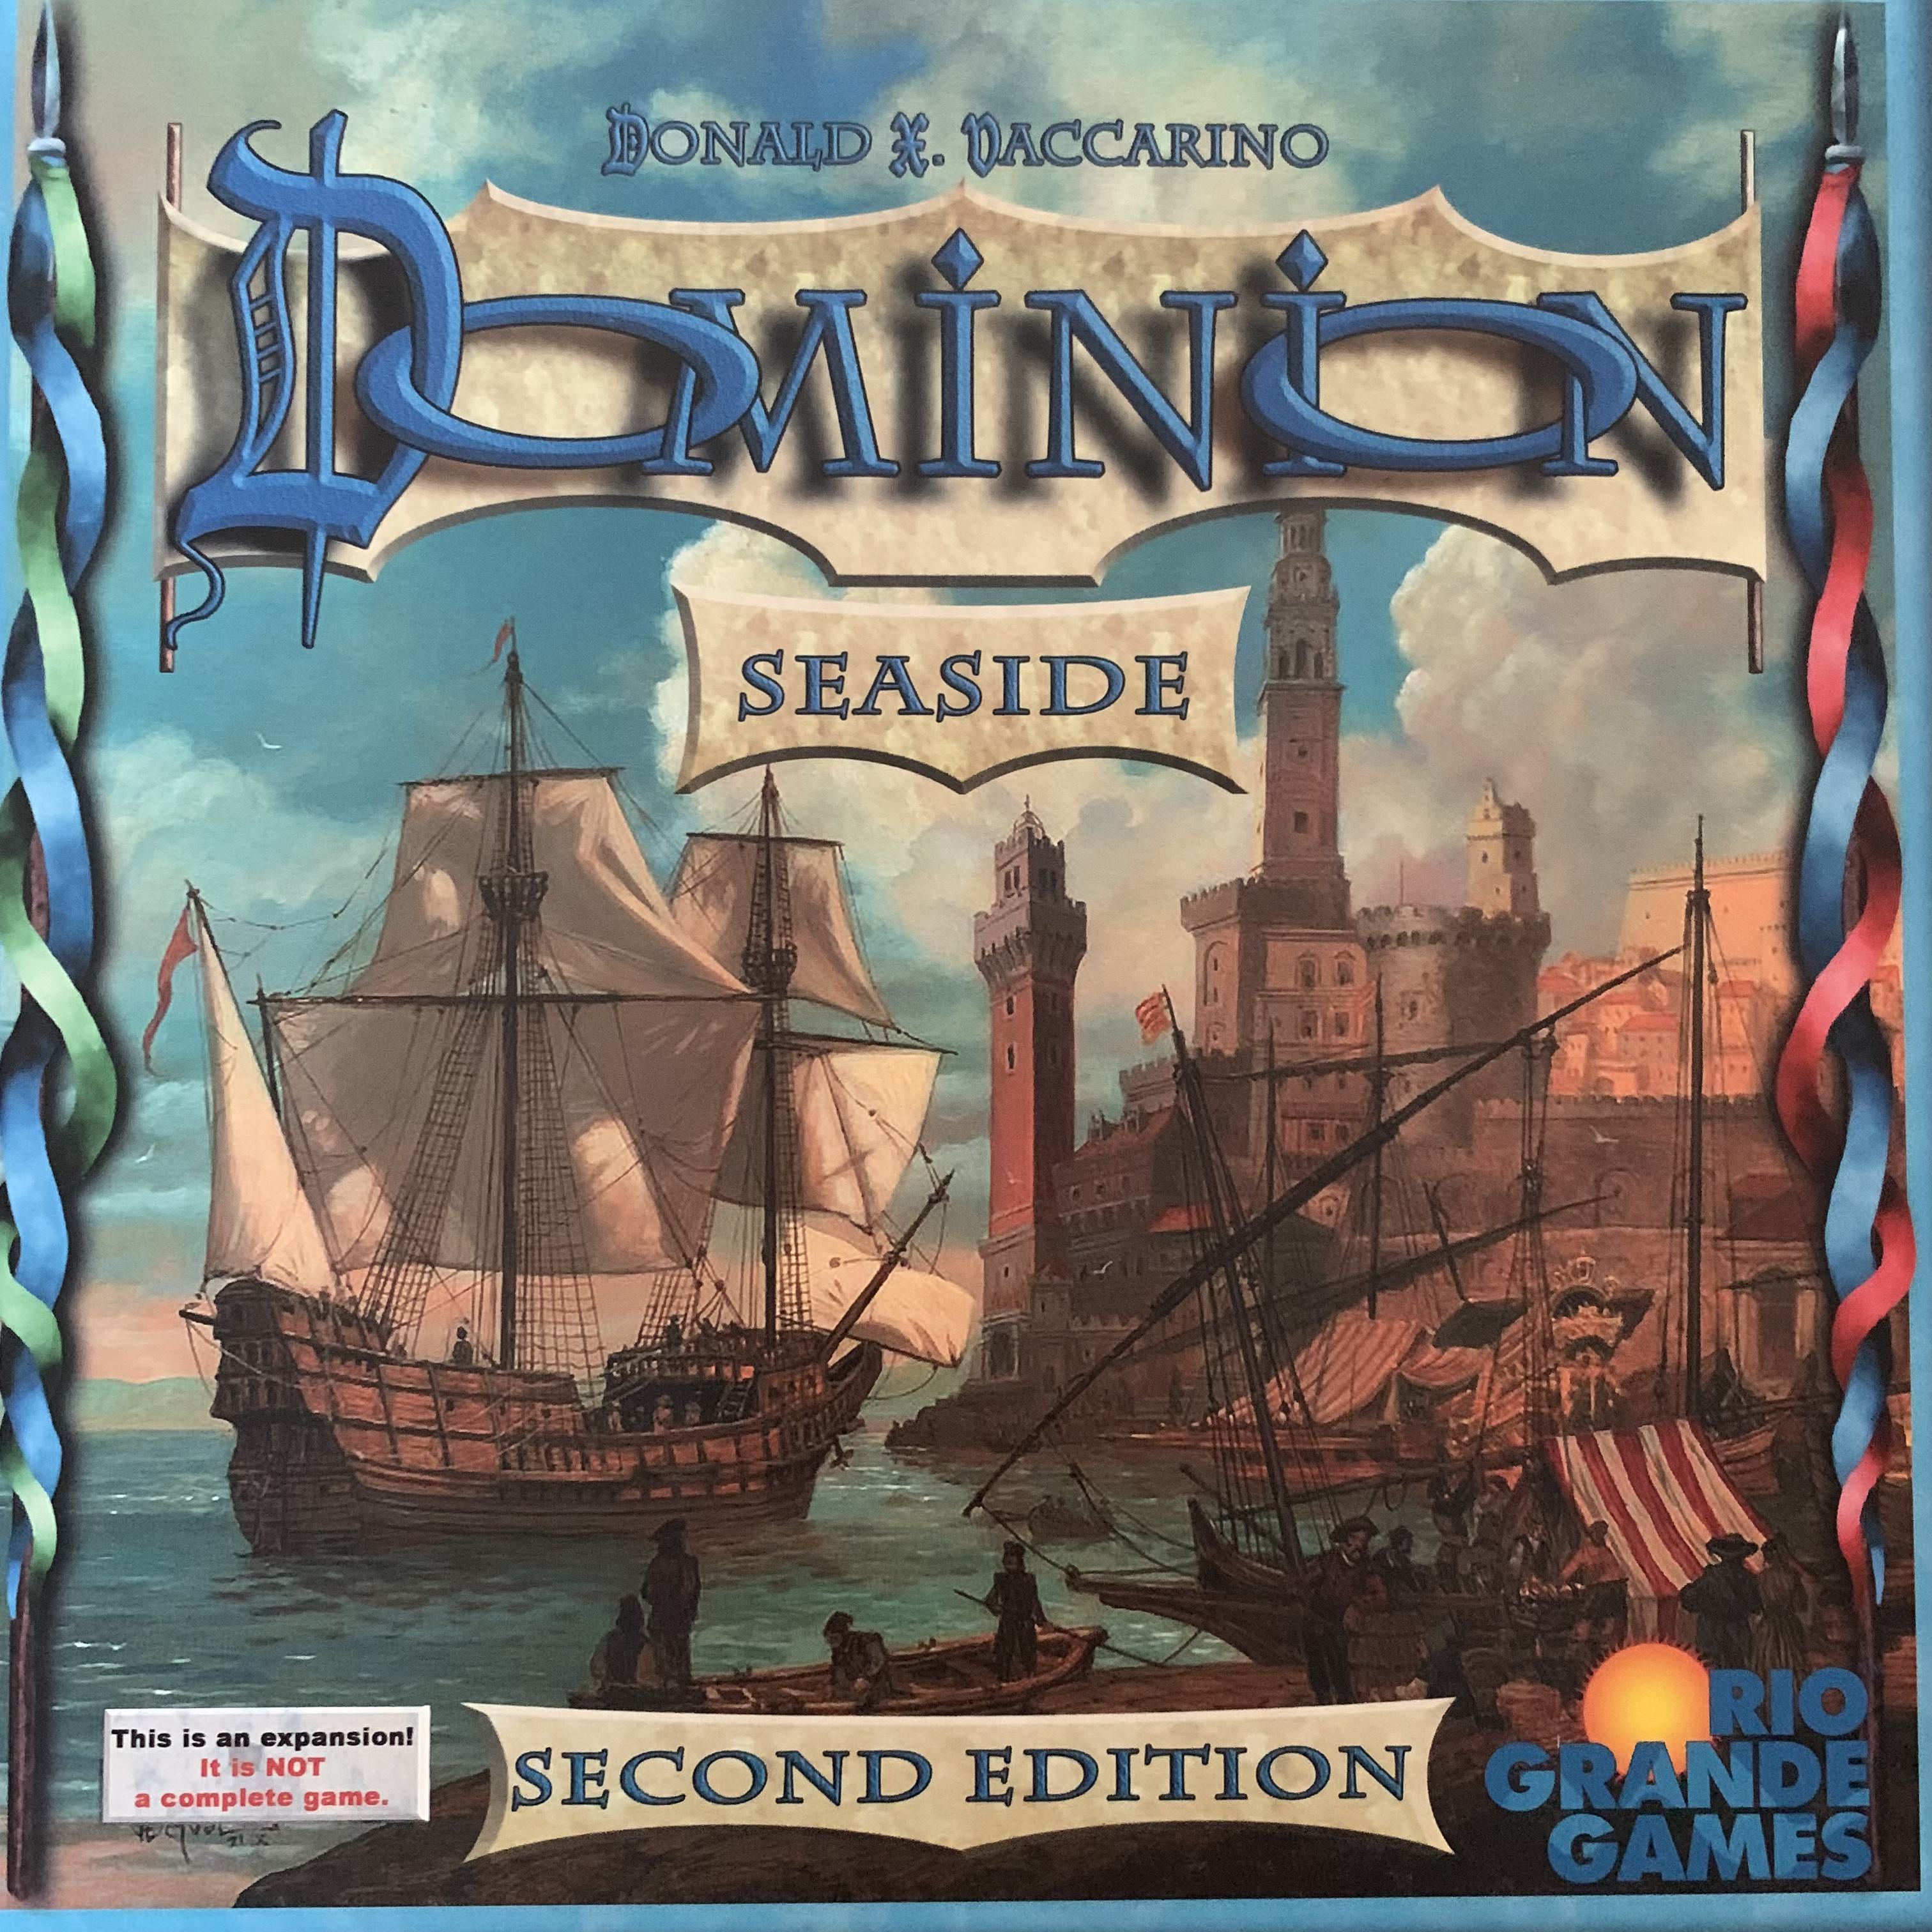 DONALD X. VACCARINO
DOMINION
SEASIDE
This is an expansion!
It is NOT
a complete game.
SECOND EDITION
RIO
GRANDE
GAMES